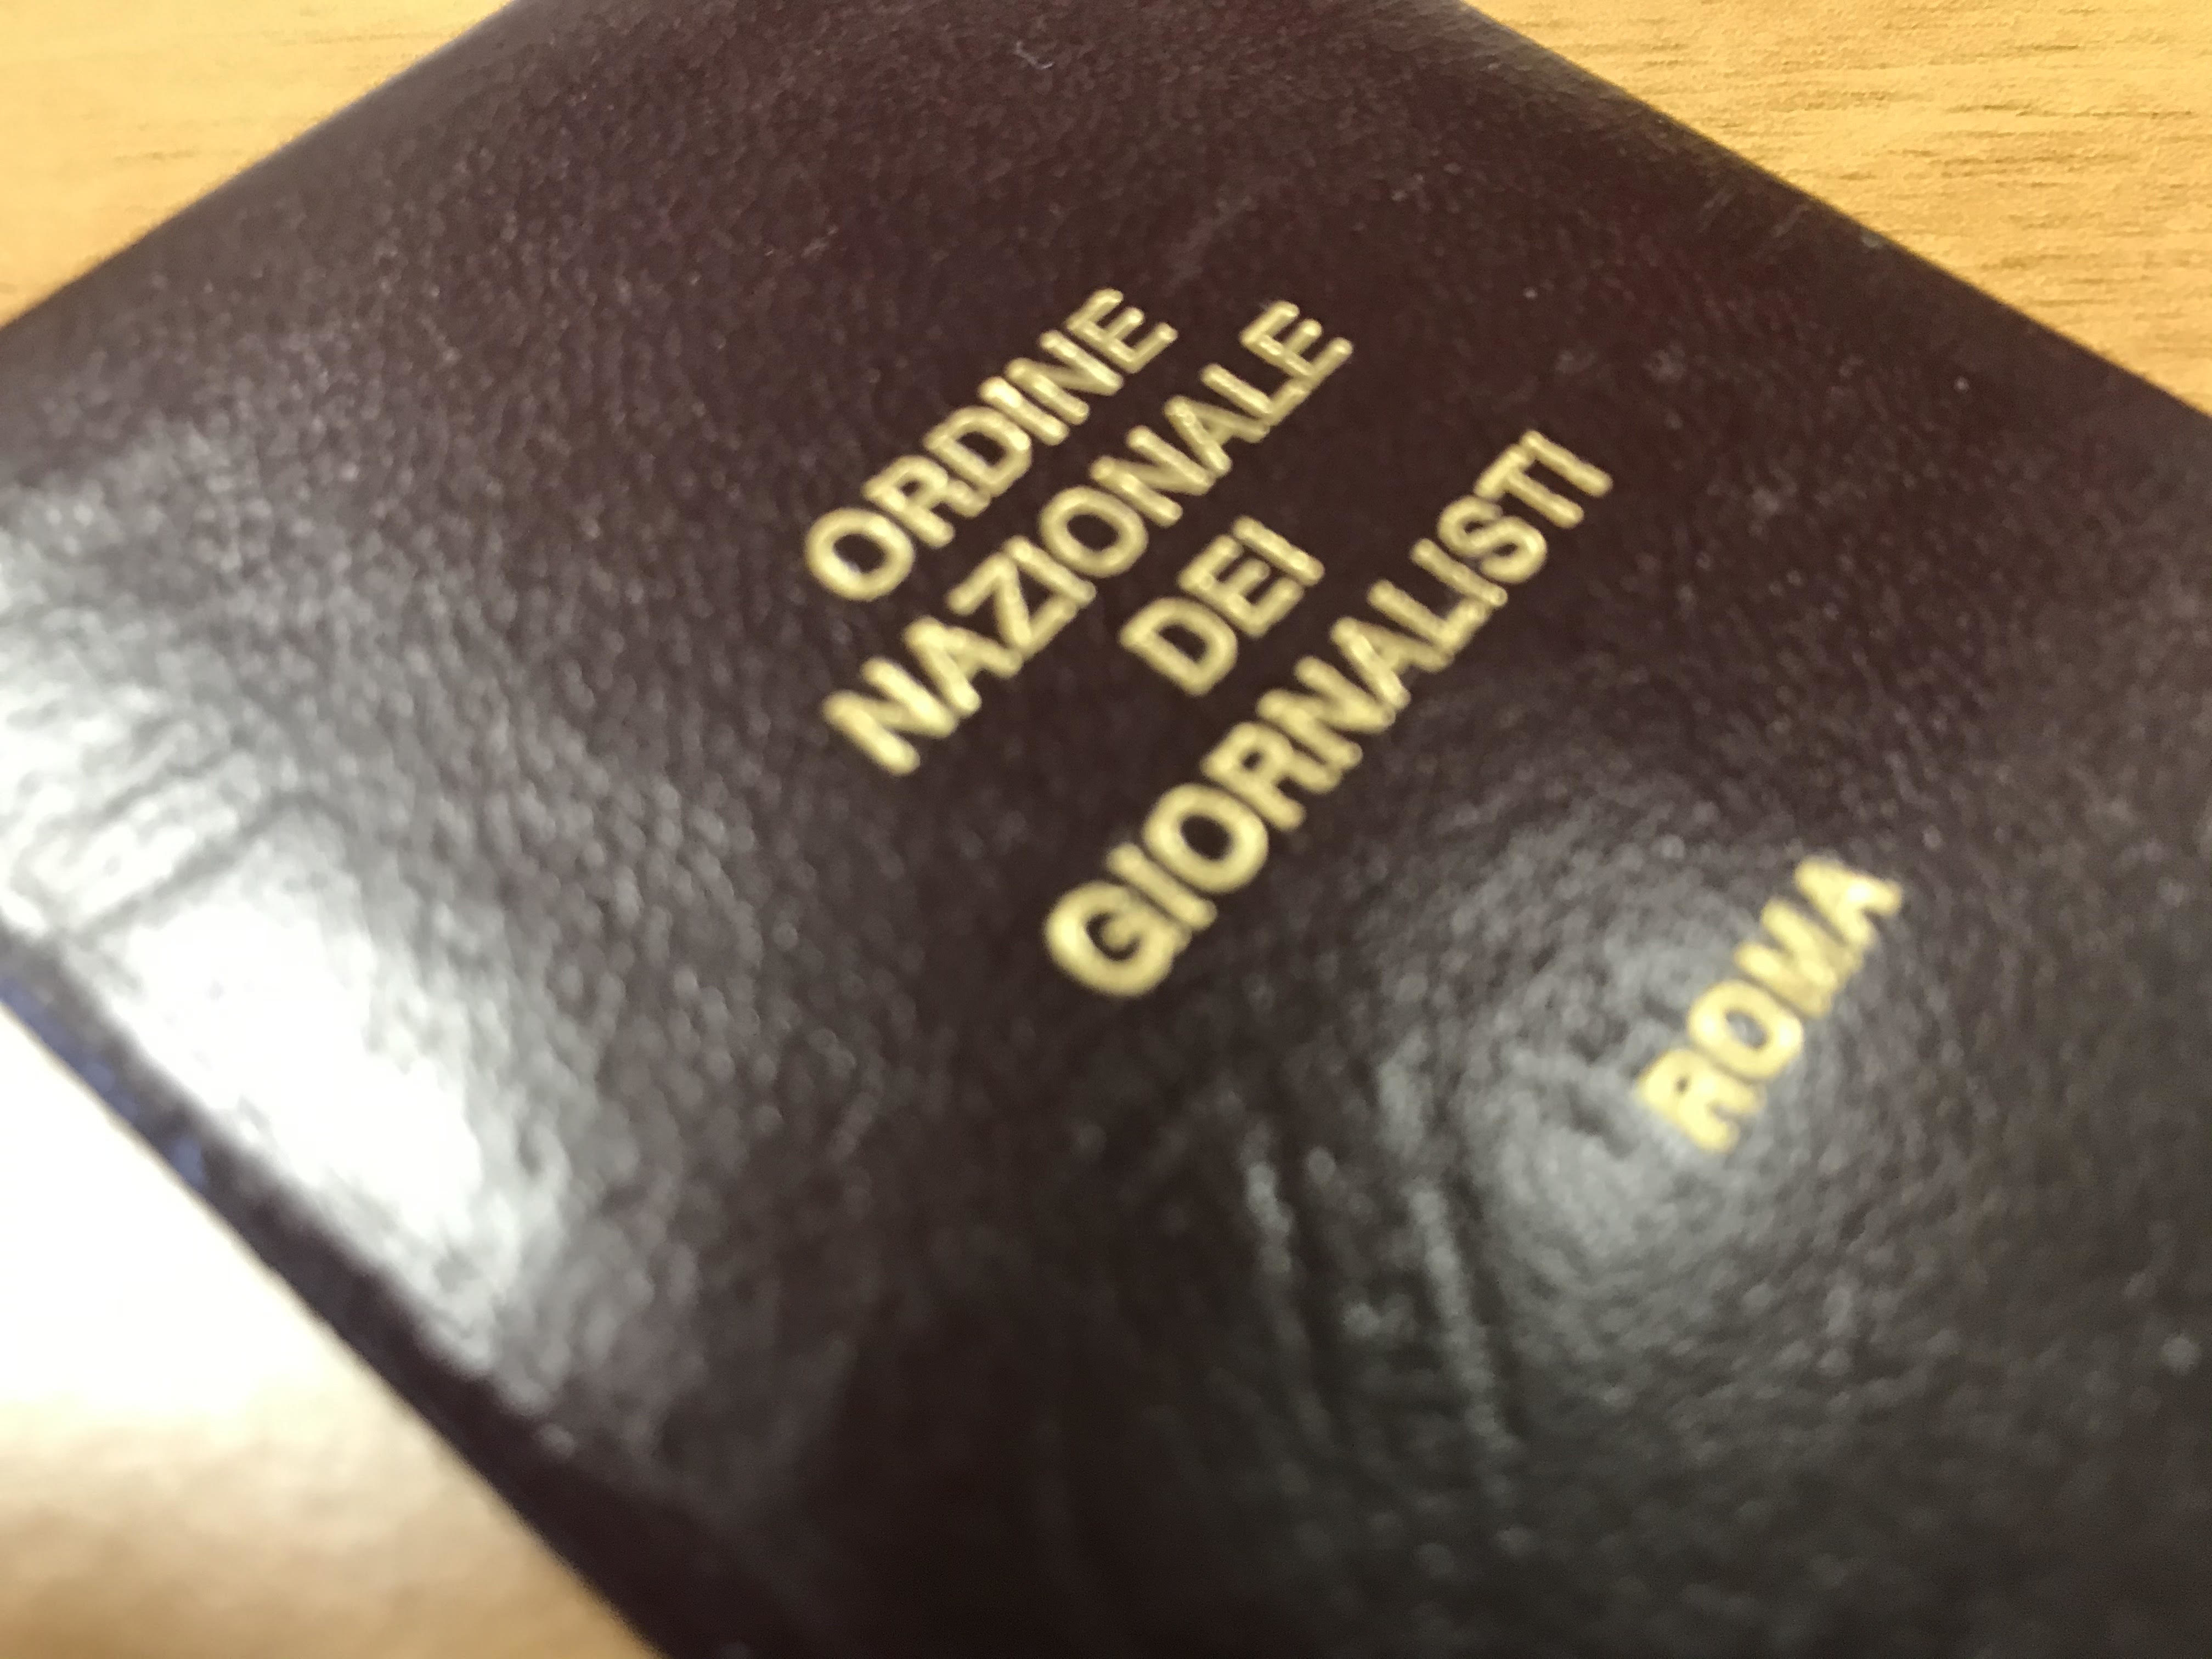 ORDINE
NAZIONALE
DEI
GIORNALISTI
ROMA